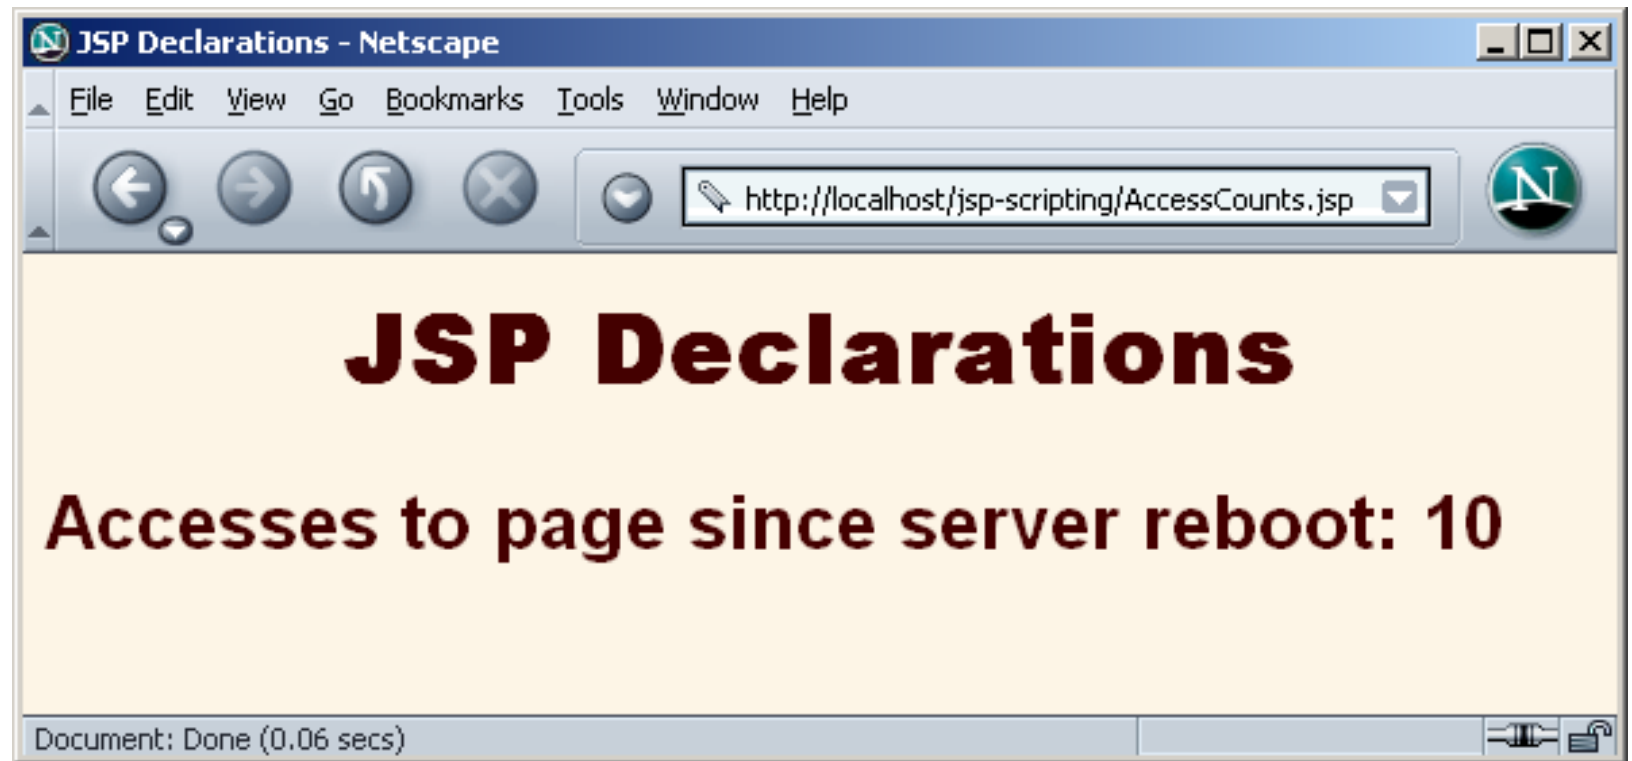 JSP Declarations - Netscape
File Edit View Go Bookmarks Tools Window Help
http://localhost/jsp-scripting/AccessCounts.jsp
N
JSP Declarations
Accesses to page since server reboot: 10
Document: Done (0.06 secs)